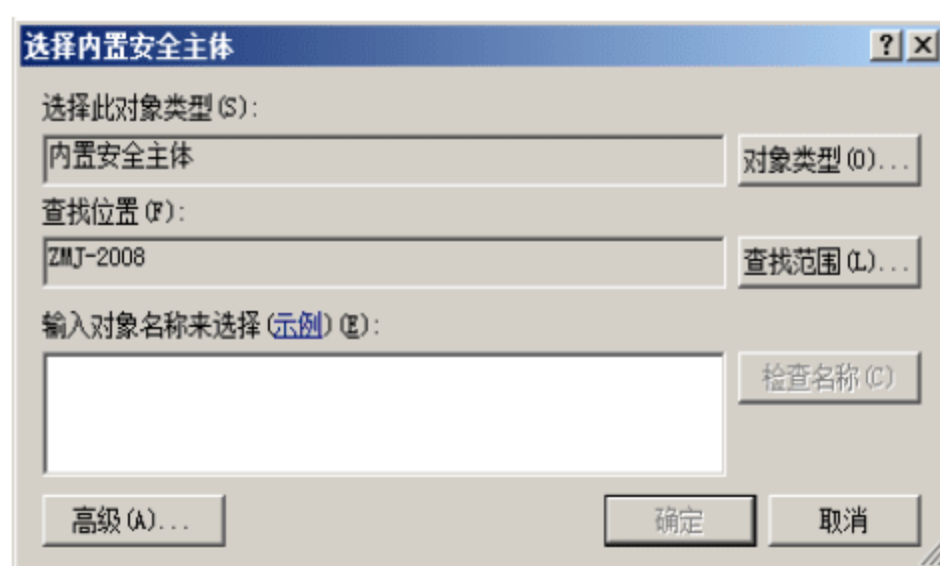 选择内置安全主体
选择此对象类型(S):
内置安全主体
对象类型(O)...
查找位置(F):
ZMJ-2008
查找范围(L)...
输入对象名称来选择(示例)(E):
检查名称(C)
高级(A)...
确定
取消